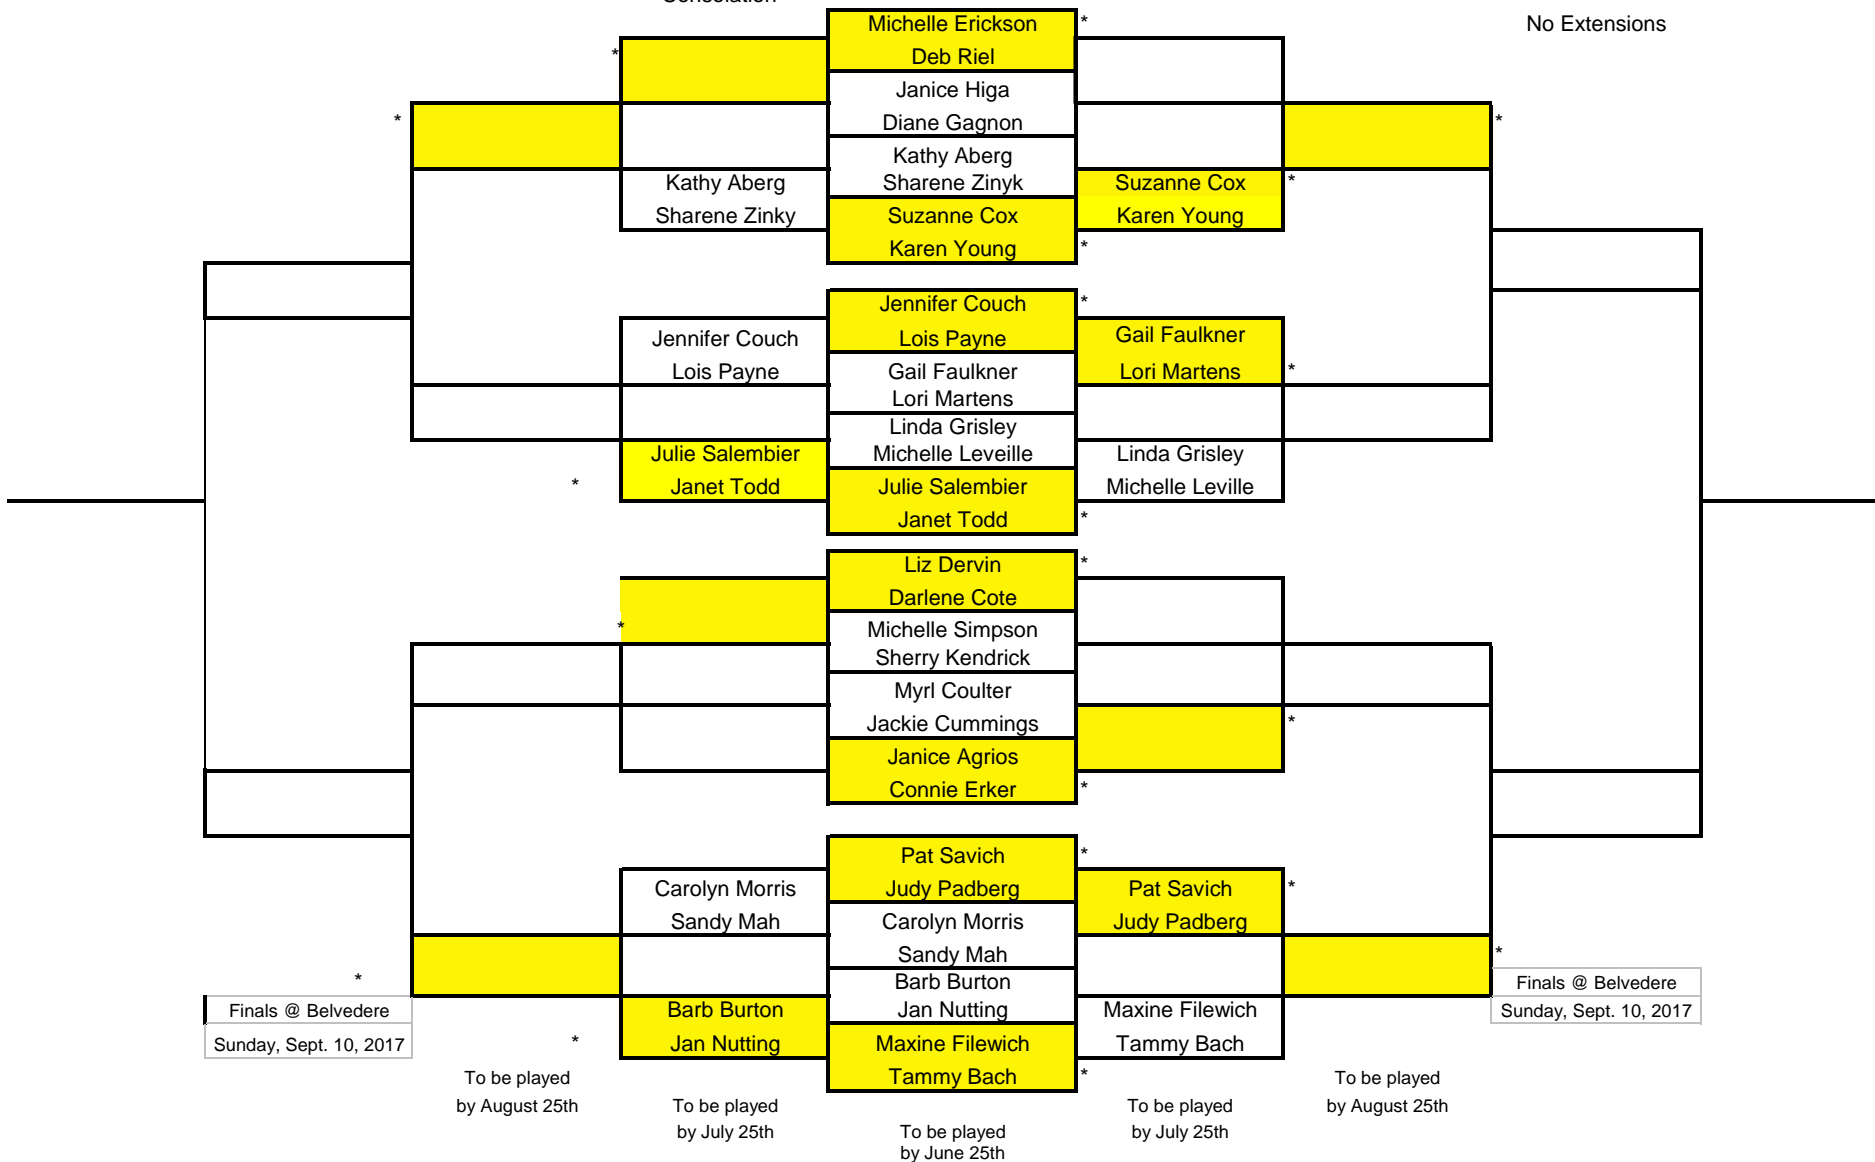 Consolation
No Extensions
Michelle Erickson *
* Deb Riel
Janice Higa
* Diane Gagnon *
Kathy Aberg
Kathy Aberg Sharene Zinyk Suzanne Cox *
Sharene Zinky Suzanne Cox Karen Young
Karen Young *
Jennifer Couch *
Jennifer Couch Lois Payne Gail Faulkner
Lois Payne Gail Faulkner Lori Martens *
Lori Martens
Linda Grisley
Julie Salembier Michelle Leveille Linda Grisley
* Janet Todd Julie Salembier Michelle Leville
Janet Todd *
Liz Dervin *
Darlene Cote
* Michelle Simpson
Sherry Kendrick
Myrl Coulter
Jackie Cummings *
Janice Agrios
Connie Erker *
Pat Savich *
Carolyn Morris Judy Padberg Pat Savich *
Sandy Mah Carolyn Morris Judy Padberg
Sandy Mah *
* Barb Burton Finals @ Belvedere
Finals @ Belvedere Barb Burton Jan Nutting Maxine Filewich Sunday, Sept. 10, 2017
Sunday, Sept. 10, 2017 * Jan Nutting Maxine Filewich Tammy Bach
To be played Tammy Bach * To be played
by August 25th To be played To be played by August 25th
by July 25th To be played by July 25th
by June 25th